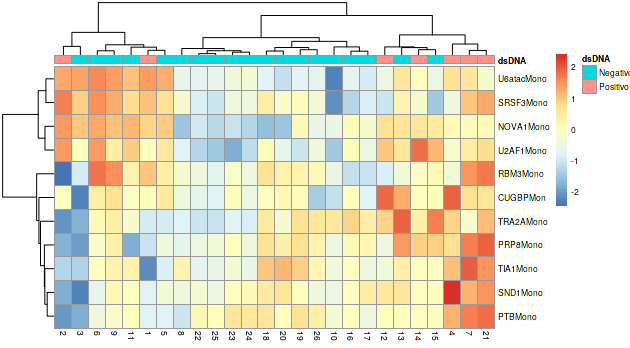 dsDNA
dsDNA
Negativo
Positivo
U6atacMono
SRSF3Mono
NOVA1Mono
U2AF1Mono
RBM3Mono
CUGBPMon
TRA2AMono
PRP8Mono
TIA1Mono
SND1Mono
PTBMono
2
1
0
-1
-2
2 3 6 9 11 1 5 8 22 25 23 24 18 20 19 26 10 16 17 12 13 14 15 4 7 21